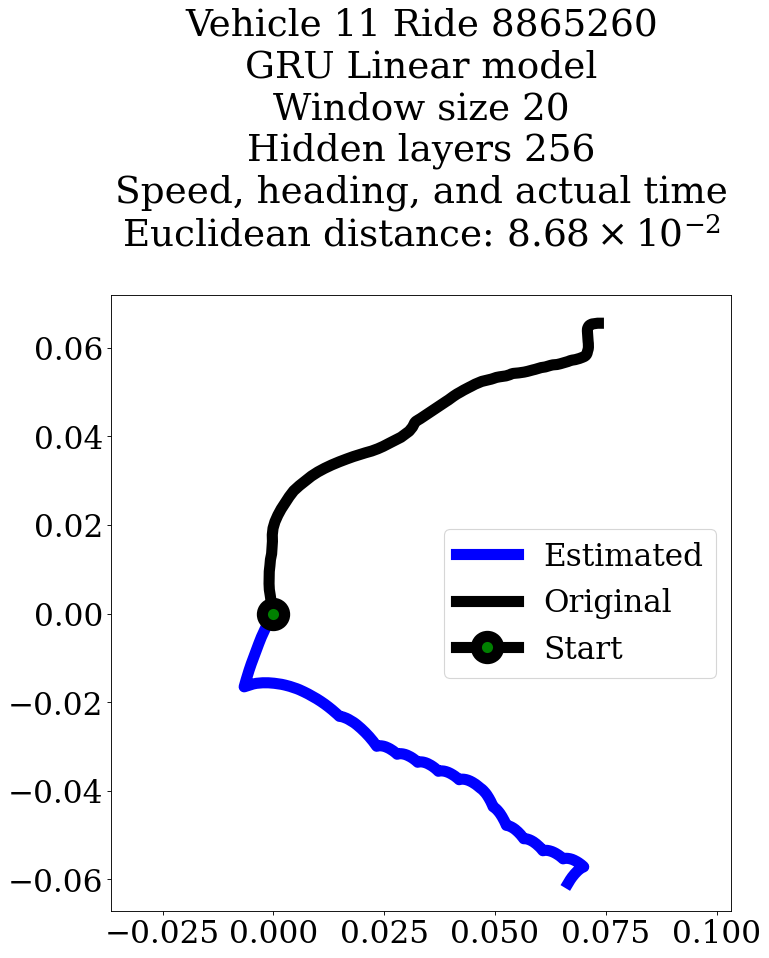 Vehicle 11 Ride 8865260
GRU Linear model
Window size 20
Hidden layers 256
Speed, heading, and actual time
Euclidean distance: 8.68 × 10⁻²
0.06
0.04
0.02
0.00
−0.02
−0.04
−0.06
Estimated
Original
Start
−0.025 0.000 0.025 0.050 0.075 0.100